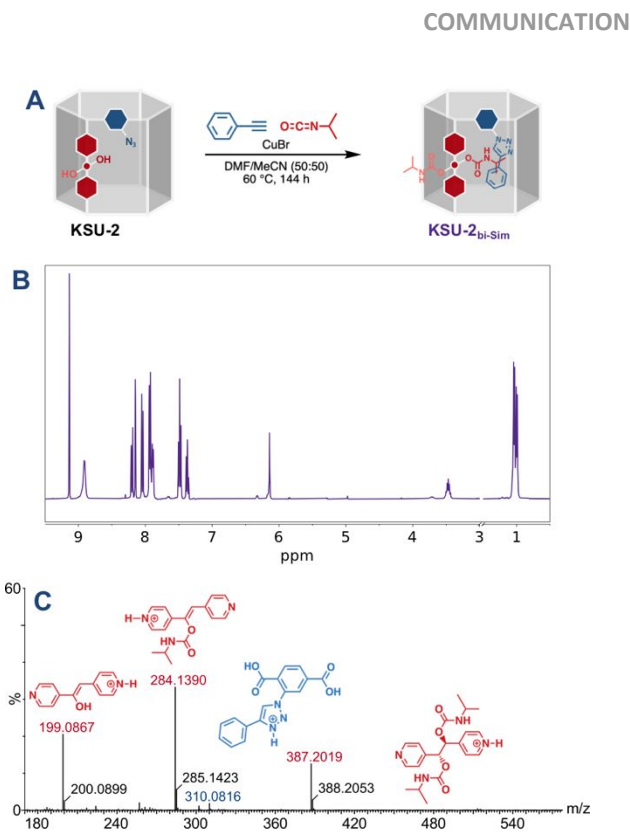 COMMUNICATION
A
N₃
OH
HO
KSU-2
O=C=N
CuBr
DMF/MeCN (50:50)
60 °C, 144 h
N
H
O
O
O
O
H
N
N
N
N
KSU-2bi-Sim
B
9 8 7 6 5 4 3 1
ppm
C
60
%
0
N
OH
N-H
199.0867
200.0899
H-N
N
O
HN
O
284.1390
285.1423
HO
O
O
OH
N
N
N
H
310.0816
387.2019
388.2053
O
O
N
H
N
N-H
O
O
HN
180 240 300 360 420 480 540
m/z